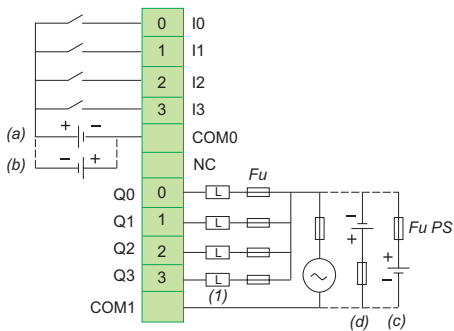 0 I0
1 I1
2 I2
3 I3
(a) + − COM0
(b) − + NC
Q0 0 L Fu
Q1 1 L
Q2 2 L
Q3 3 L
− +
Fu PS
+ −
COM1 (1) (d) (c)